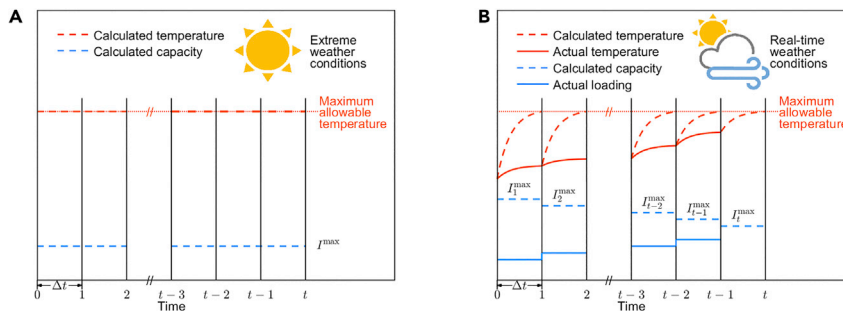 A
Calculated temperature
Calculated capacity
Extreme
weather
conditions
Maximum
allowable
temperature
I^max
Δt
0 1 2 // t−3 t−2 t−1 t
Time
B
Calculated temperature
Actual temperature
Calculated capacity
Actual loading
Real-time
weather
conditions
Maximum
allowable
temperature
I_1^max I_2^max I_{t−2}^max I_{t−1}^max I_t^max
Δt
0 1 2 // t−3 t−2 t−1 t
Time